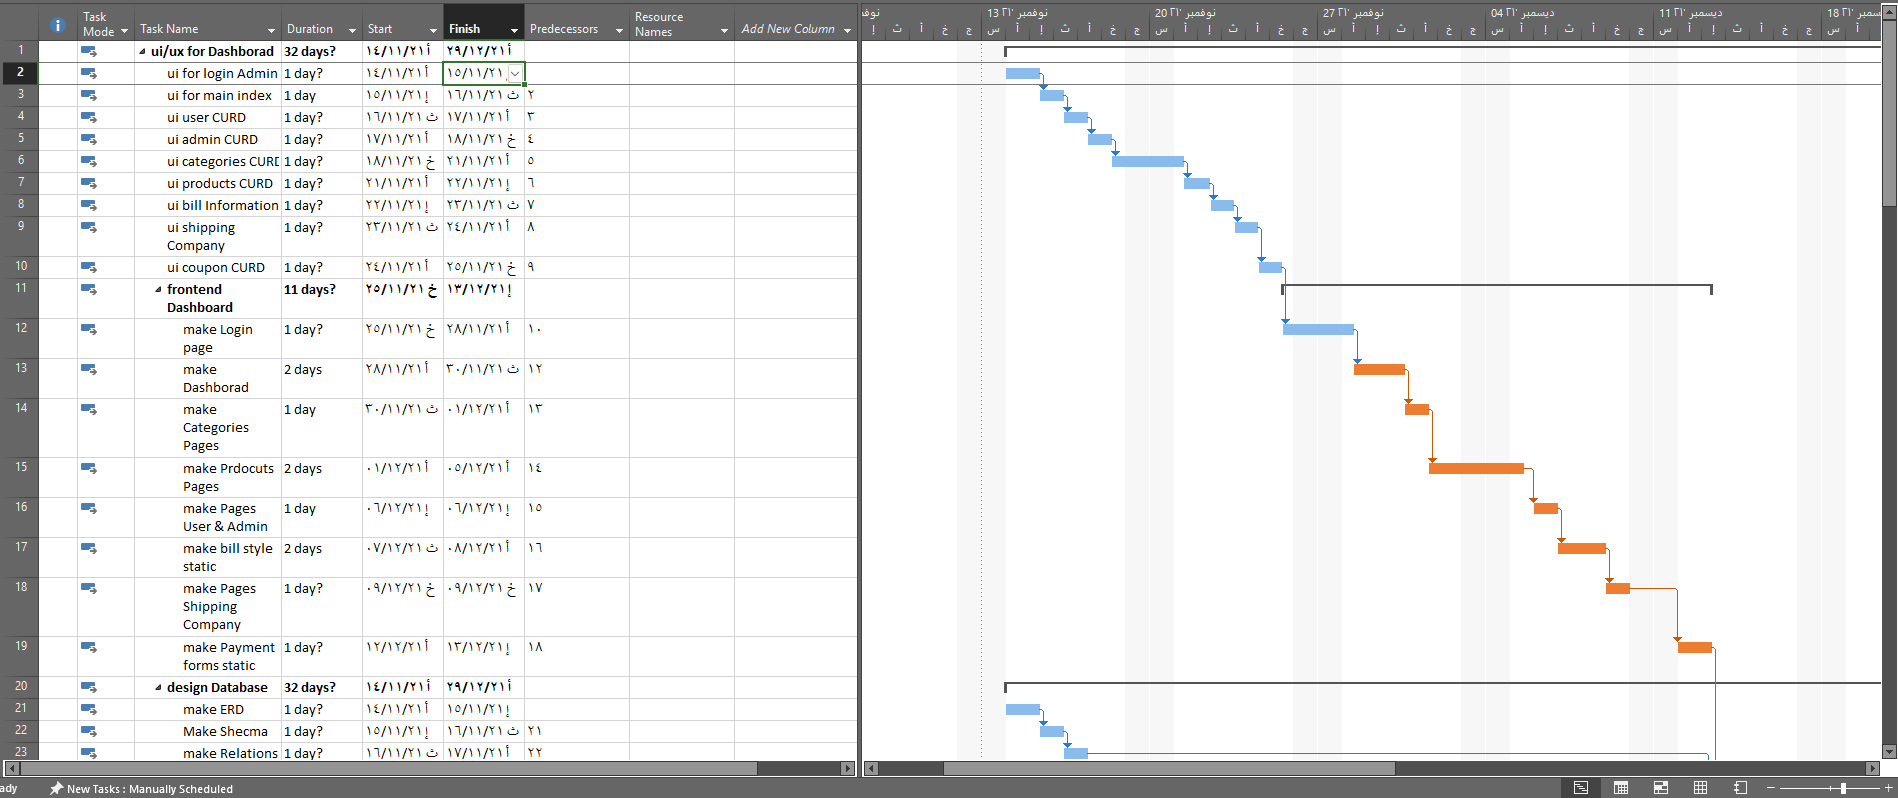 Task Mode Task Name Duration Start Finish Predecessors Resource Names Add New Column
1 ui/ux for Dashborad 32 days? أ ١٤/١١/٢١ أ ٢٩/١٢/٢١
2 ui for login Admin 1 day? أ ١٤/١١/٢١ ١٥/١١/٢١
3 ui for main index 1 day إ ١٥/١١/٢١ ث ١٦/١١/٢١ ٢
4 ui user CURD 1 day? ث ١٦/١١/٢١ أ ١٧/١١/٢١ ٣
5 ui admin CURD 1 day? أ ١٧/١١/٢١ خ ١٨/١١/٢١ ٤
6 ui categories CURD 1 day? خ ١٨/١١/٢١ أ ٢١/١١/٢١ ٥
7 ui products CURD 1 day? أ ٢١/١١/٢١ إ ٢٢/١١/٢١ ٦
8 ui bill Information 1 day? إ ٢٢/١١/٢١ ث ٢٣/١١/٢١ ٧
9 ui shipping Company 1 day? ث ٢٣/١١/٢١ أ ٢٤/١١/٢١ ٨
10 ui coupon CURD 1 day? أ ٢٤/١١/٢١ خ ٢٥/١١/٢١ ٩
11 frontend Dashboard 11 days? خ ٢٥/١١/٢١ إ ١٣/١٢/٢١
12 make Login page 1 day? خ ٢٥/١١/٢١ أ ٢٨/١١/٢١ ١٠
13 make Dashborad 2 days أ ٢٨/١١/٢١ ث ٣٠/١١/٢١ ١٢
14 make Categories Pages 1 day ث ٣٠/١١/٢١ أ ٠١/١٢/٢١ ١٣
15 make Prdocuts Pages 2 days أ ٠١/١٢/٢١ أ ٠٥/١٢/٢١ ١٤
16 make Pages User & Admin 1 day إ ٠٦/١٢/٢١ إ ٠٦/١٢/٢١ ١٥
17 make bill style static 2 days ث ٠٧/١٢/٢١ أ ٠٨/١٢/٢١ ١٦
18 make Pages Shipping Company 1 day? خ ٠٩/١٢/٢١ خ ٠٩/١٢/٢١ ١٧
19 make Payment forms static 1 day? أ ١٢/١٢/٢١ إ ١٣/١٢/٢١ ١٨
20 design Database 32 days? أ ١٤/١١/٢١ أ ٢٩/١٢/٢١
21 make ERD 1 day? أ ١٤/١١/٢١ إ ١٥/١١/٢١
22 Make Shecma 1 day? إ ١٥/١١/٢١ ث ١٦/١١/٢١ ٢١
23 make Relations 1 day? ث ١٦/١١/٢١ أ ١٧/١١/٢١ ٢٢
13 نوفمبر '٢١ 20 نوفمبر '٢١ 27 نوفمبر '٢١ 04 ديسمبر '٢١ 11 ديسمبر '٢١ 18
إ ث أ خ ج س أ إ ث أ خ ج س أ إ ث أ خ ج س أ إ ث أ خ ج س أ إ ث أ خ ج س أ إ ث أ خ ج س أ
New Tasks : Manually Scheduled